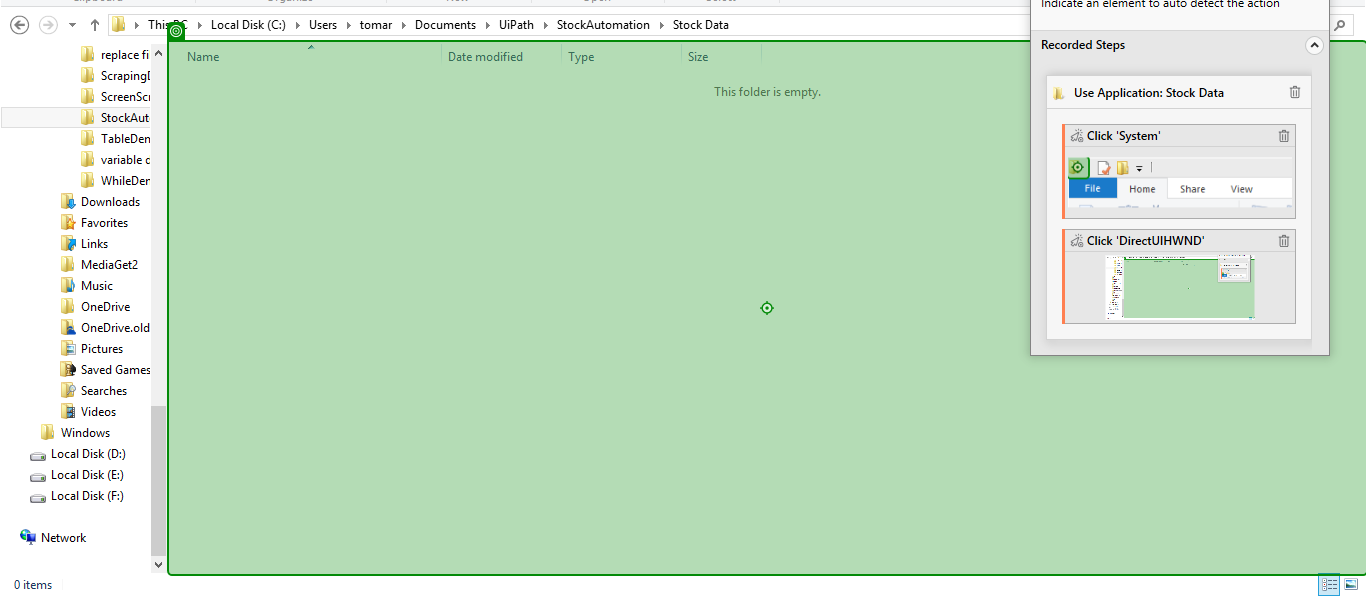 Indicate an element to auto detect the action
This PC Local Disk (C:) Users tomar Documents UiPath StockAutomation Stock Data
Recorded Steps
Name Date modified Type Size
This folder is empty.
replace fi
ScrapingD
ScreenScr
StockAut
TableDen
variable c
WhileDer
Downloads
Favorites
Links
MediaGet2
Music
OneDrive
OneDrive.old
Pictures
Saved Games
Searches
Videos
Windows
Local Disk (D:)
Local Disk (E:)
Local Disk (F:)
Network
0 items
Use Application: Stock Data
Click 'System'
File Home Share View
Click 'DirectUIHWND'